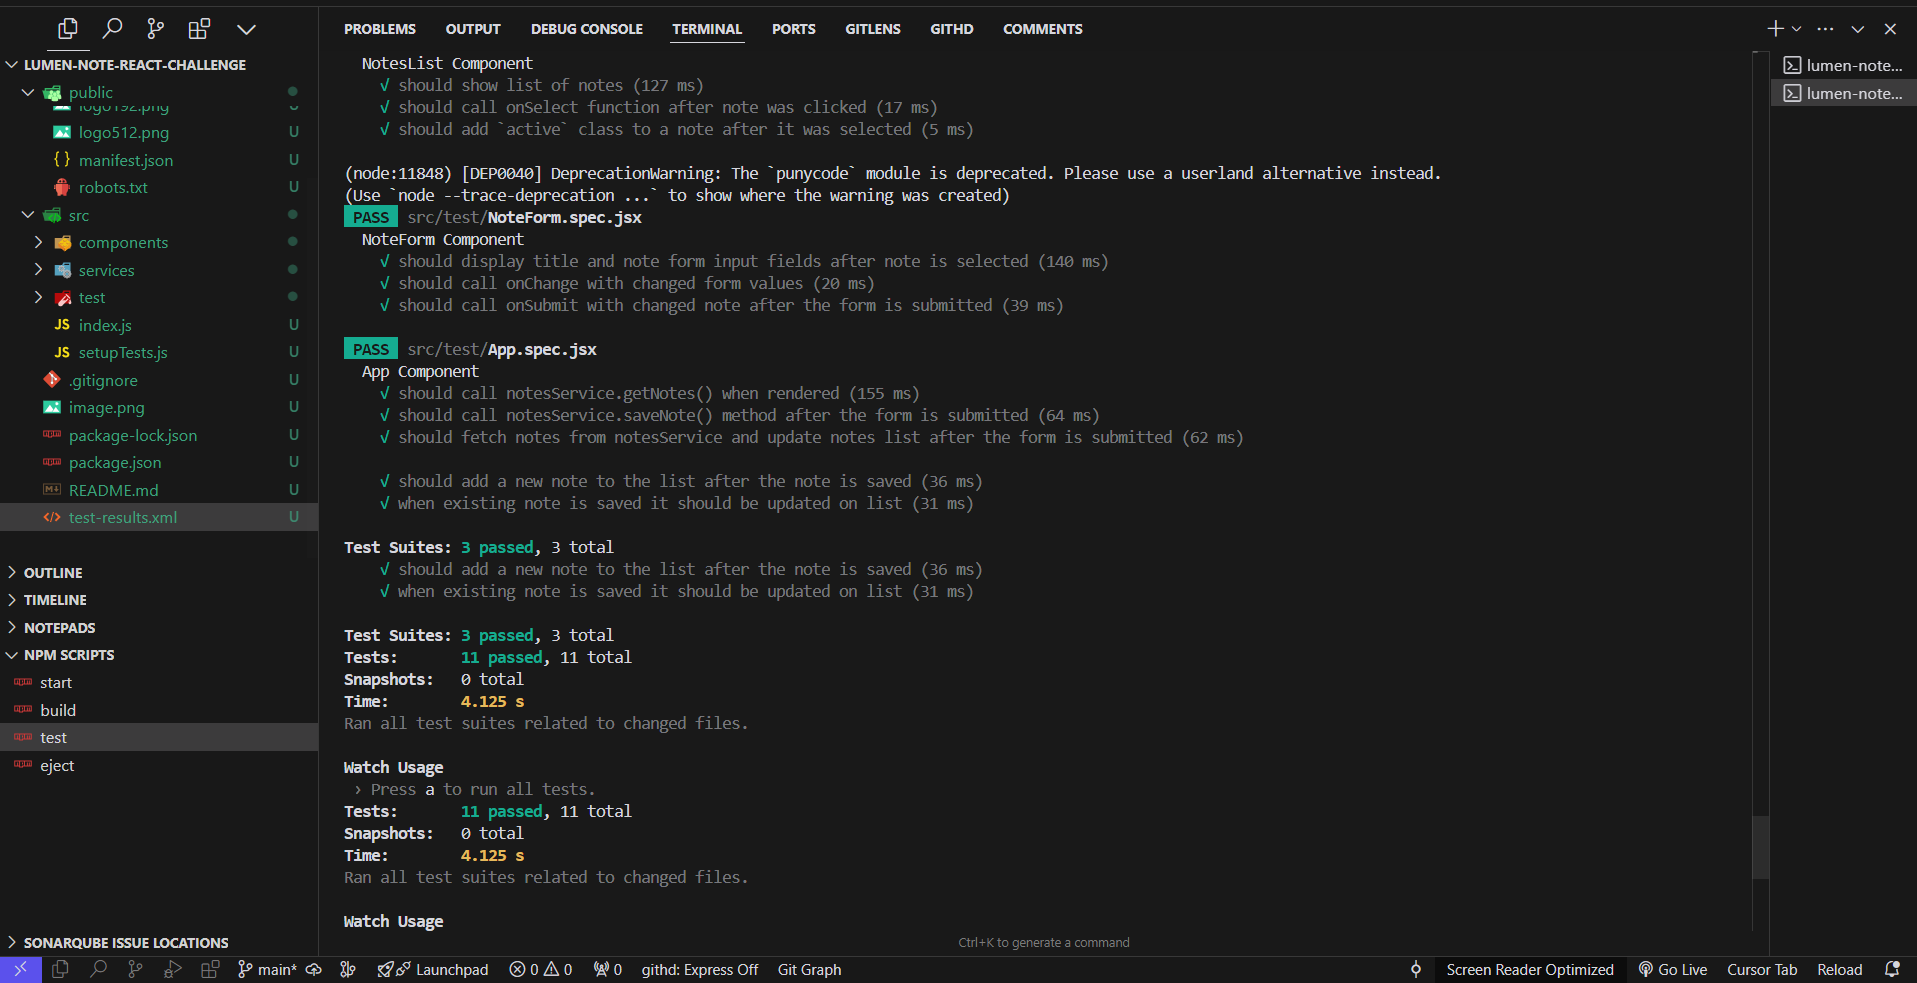 PROBLEMS OUTPUT DEBUG CONSOLE TERMINAL PORTS GITLENS GITHD COMMENTS
LUMEN-NOTE-REACT-CHALLENGE
public
logo192.png U
logo512.png U
manifest.json U
robots.txt U
src
components
services
test
JS index.js U
JS setupTests.js U
.gitignore U
image.png U
package-lock.json U
package.json U
README.md U
test-results.xml U
OUTLINE
TIMELINE
NOTEPADS
NPM SCRIPTS
start
build
test
eject
SONARQUBE ISSUE LOCATIONS
NotesList Component
√ should show list of notes (127 ms)
√ should call onSelect function after note was clicked (17 ms)
√ should add `active` class to a note after it was selected (5 ms)
(node:11848) [DEP0040] DeprecationWarning: The `punycode` module is deprecated. Please use a userland alternative instead.
(Use `node --trace-deprecation ...` to show where the warning was created)
PASS src/test/NoteForm.spec.jsx
NoteForm Component
√ should display title and note form input fields after note is selected (140 ms)
√ should call onChange with changed form values (20 ms)
√ should call onSubmit with changed note after the form is submitted (39 ms)
PASS src/test/App.spec.jsx
App Component
√ should call notesService.getNotes() when rendered (155 ms)
√ should call notesService.saveNote() method after the form is submitted (64 ms)
√ should fetch notes from notesService and update notes list after the form is submitted (62 ms)
√ should add a new note to the list after the note is saved (36 ms)
√ when existing note is saved it should be updated on list (31 ms)
Test Suites: 3 passed, 3 total
√ should add a new note to the list after the note is saved (36 ms)
√ when existing note is saved it should be updated on list (31 ms)
Test Suites: 3 passed, 3 total
Tests: 11 passed, 11 total
Snapshots: 0 total
Time: 4.125 s
Ran all test suites related to changed files.
Watch Usage
› Press a to run all tests.
Tests: 11 passed, 11 total
Snapshots: 0 total
Time: 4.125 s
Ran all test suites related to changed files.
Watch Usage
Ctrl+K to generate a command
lumen-note...
lumen-note...
main* Launchpad 0 0 0 githd: Express Off Git Graph Screen Reader Optimized Go Live Cursor Tab Reload